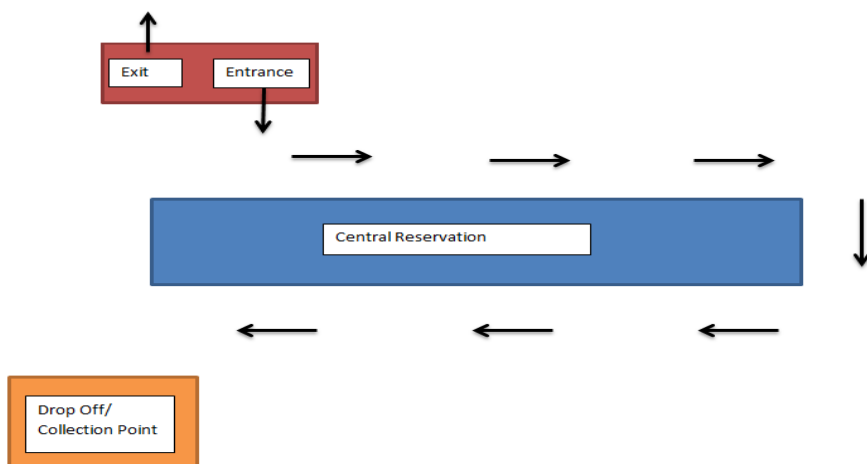 Exit
Entrance
Central Reservation
Drop Off/
Collection Point